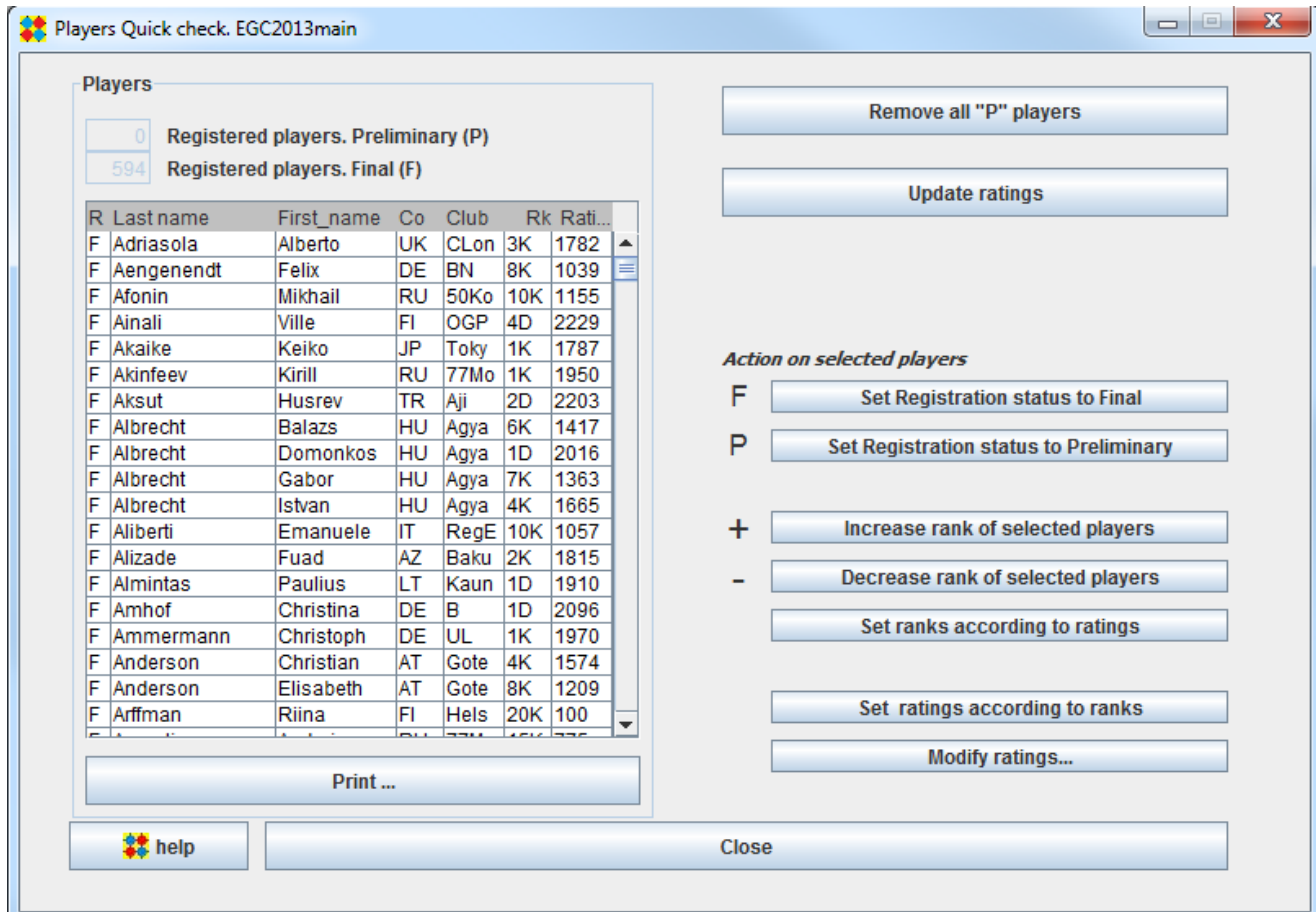 Players Quick check. EGC2013main
Players
0 Registered players. Preliminary (P)
594 Registered players. Final (F)
R Last name First_name Co Club Rk Rati...
F Adriasola Alberto UK CLon 3K 1782
F Aengenendt Felix DE BN 8K 1039
F Afonin Mikhail RU 50Ko 10K 1155
F Ainali Ville FI OGP 4D 2229
F Akaike Keiko JP Toky 1K 1787
F Akinfeev Kirill RU 77Mo 1K 1950
F Aksut Husrev TR Aji 2D 2203
F Albrecht Balazs HU Agya 6K 1417
F Albrecht Domonkos HU Agya 1D 2016
F Albrecht Gabor HU Agya 7K 1363
F Albrecht Istvan HU Agya 4K 1665
F Aliberti Emanuele IT RegE 10K 1057
F Alizade Fuad AZ Baku 2K 1815
F Almintas Paulius LT Kaun 1D 1910
F Amhof Christina DE B 1D 2096
F Ammermann Christoph DE UL 1K 1970
F Anderson Christian AT Gote 4K 1574
F Anderson Elisabeth AT Gote 8K 1209
F Arffman Riina FI Hels 20K 100
Print ...
Remove all "P" players
Update ratings
Action on selected players
F Set Registration status to Final
P Set Registration status to Preliminary
+ Increase rank of selected players
- Decrease rank of selected players
Set ranks according to ratings
Set ratings according to ranks
Modify ratings...
help
Close